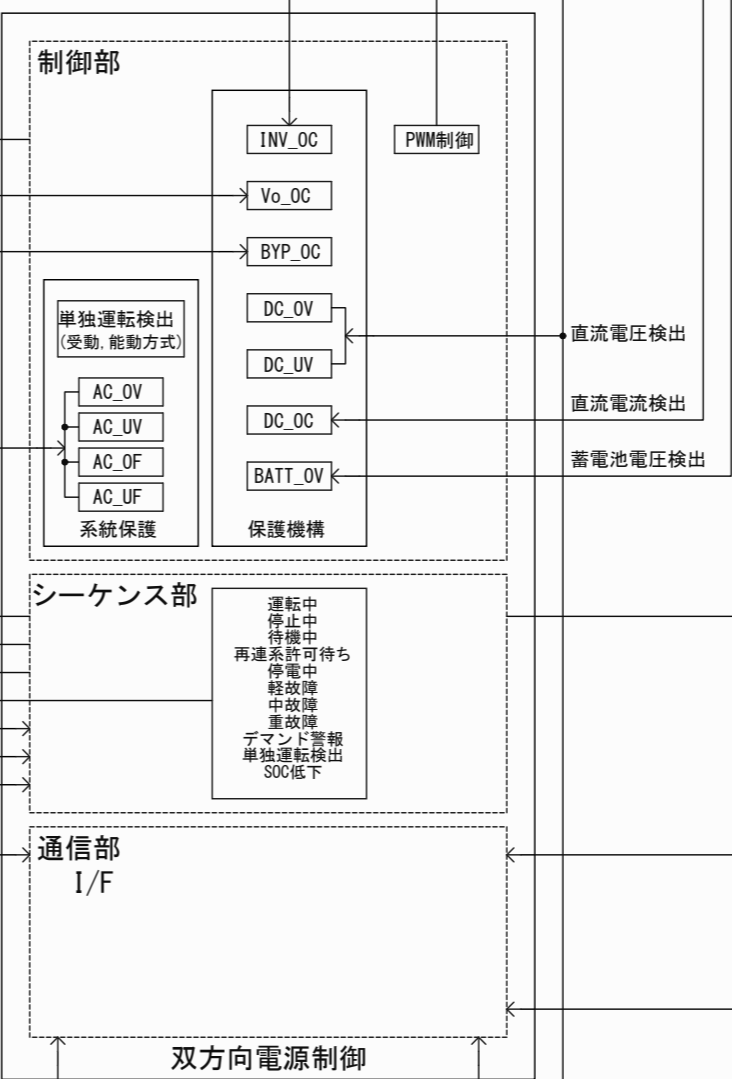 制御部
INV_OC
PWM制御
Vo_OC
BYP_OC
単独運転検出
(受動,能動方式)
AC_OV
AC_UV
AC_OF
AC_UF
系統保護
DC_OV
DC_UV
DC_OC
BATT_OV
保護機構
直流電圧検出
直流電流検出
蓄電池電圧検出
シーケンス部
運転中
停止中
待機中
再連系許可待ち
停電中
軽故障
中故障
重故障
デマンド警報
単独運転検出
SOC低下
通信部
I/F
双方向電源制御